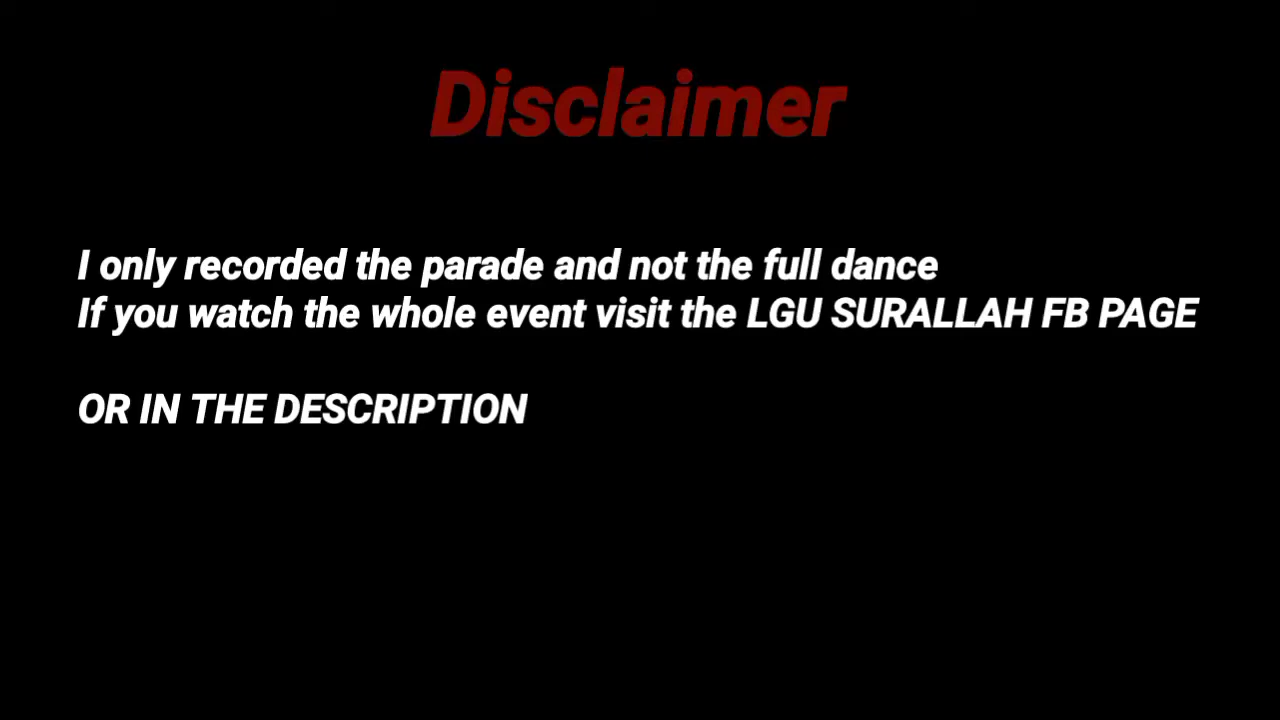 Disclaimer
I only recorded the parade and not the full dance
If you watch the whole event visit the LGU SURALLAH FB PAGE
OR IN THE DESCRIPTION